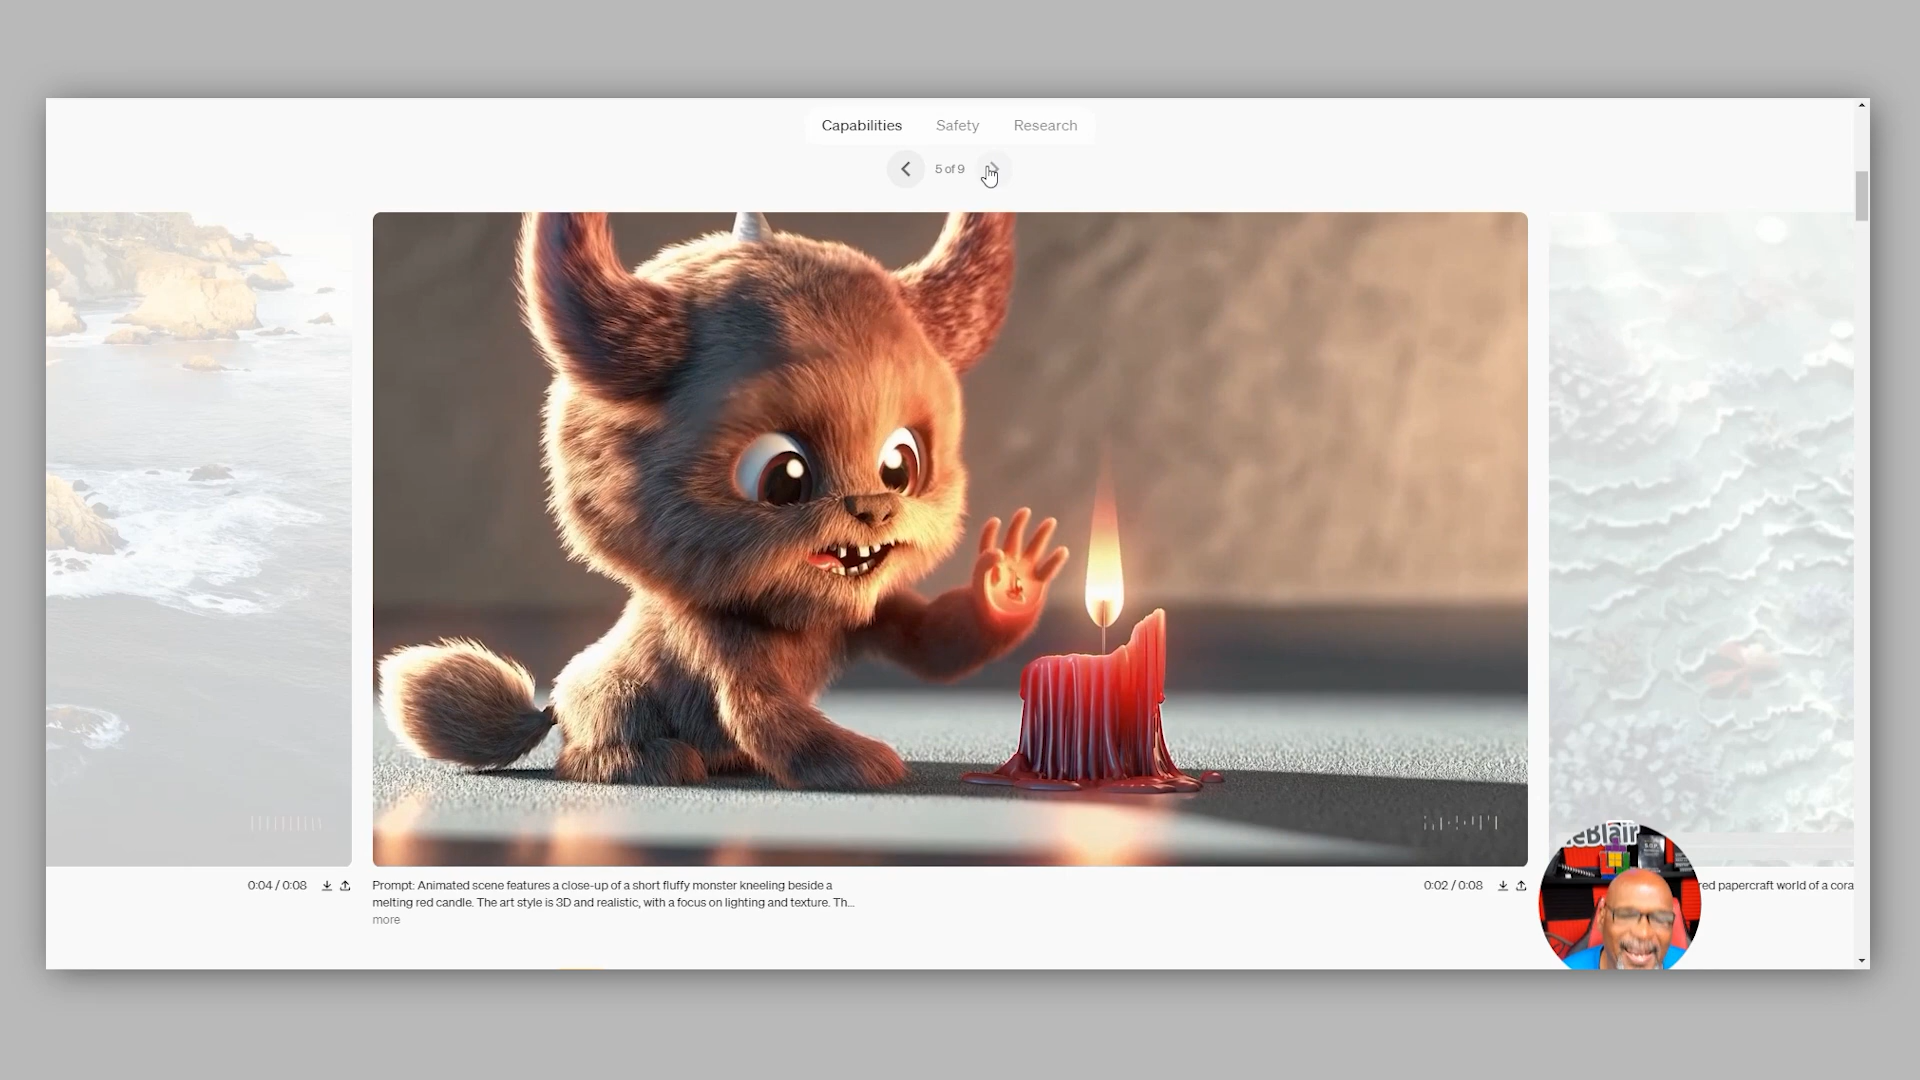 Capabilities Safety Research
5 of 9
0:04 / 0:08
Prompt: Animated scene features a close-up of a short fluffy monster kneeling beside a
melting red candle. The art style is 3D and realistic, with a focus on lighting and texture. Th...
more
0:02 / 0:08
eBlair
red papercraft world of a cora